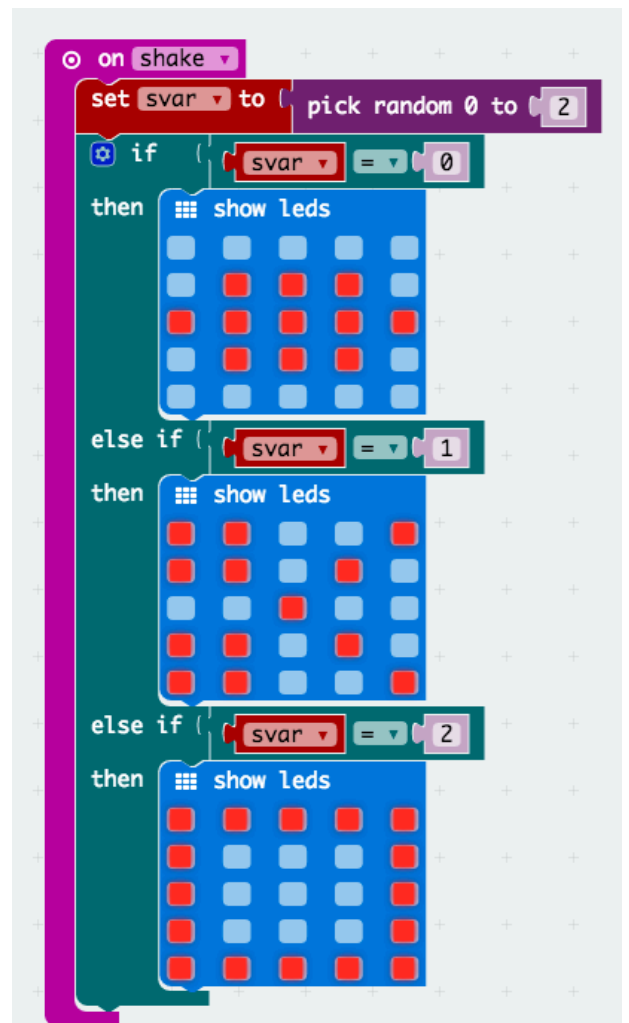 on shake
set svar to pick random 0 to 2
if svar = 0
then show leds
else if svar = 1
then show leds
else if svar = 2
then show leds